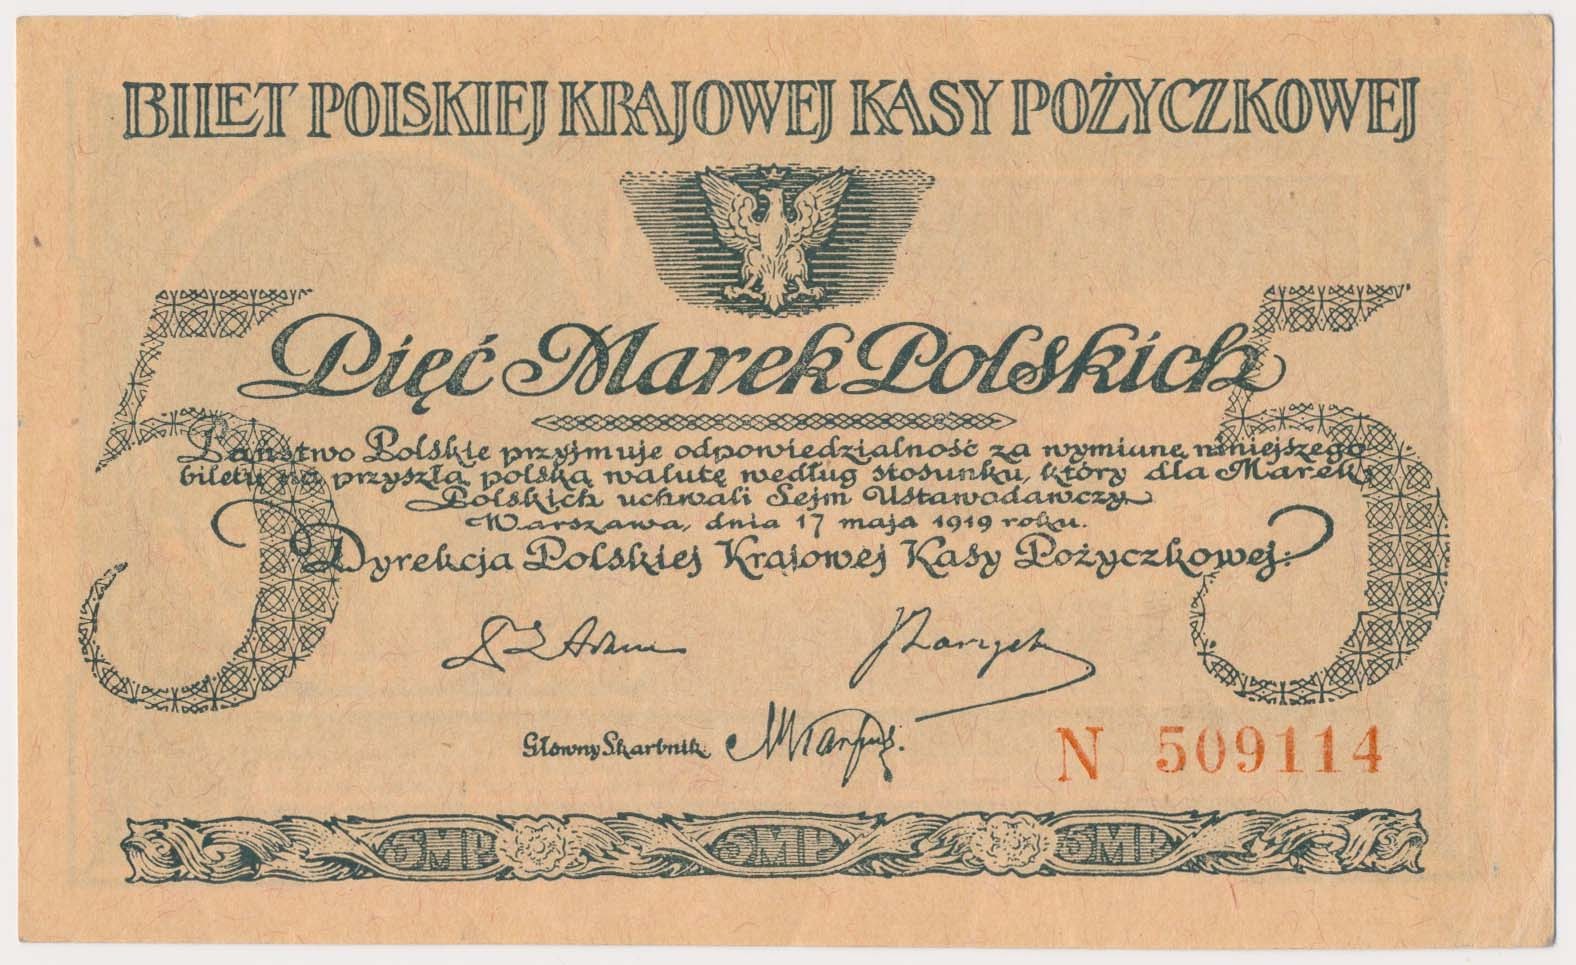 BILET POLSKIEJ KRAJOWEJ KASY POŻYCZKOWEJ
5 5
Pięć Marek Polskich
Państwo Polskie przyjmuje odpowiedzialność za wymianę niniejszego
biletu na przyszłą polską walutę według stosunku, który dla Marek
Polskich uchwali Sejm Ustawodawczy
Warszawa, dnia 17 maja 1919 roku.
Dyrekcja Polskiej Krajowej Kasy Pożyczkowej:
Główny Skarbnik
N 509114
5MP 5MP 5MP